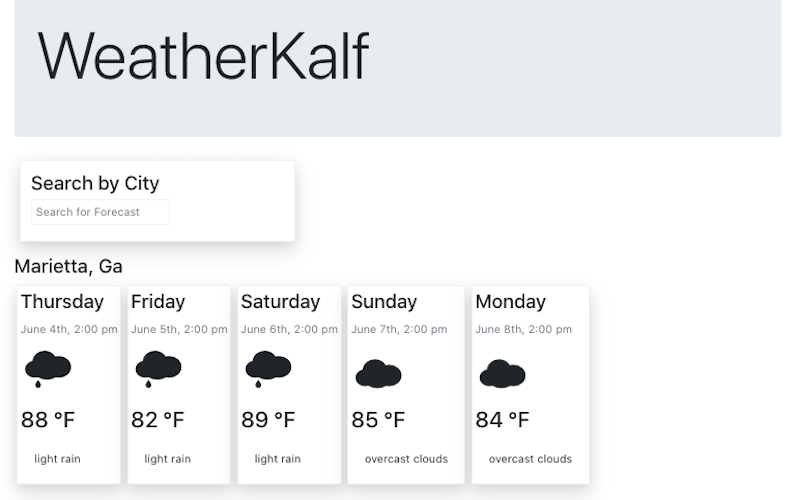 WeatherKalf
Search by City
Search for Forecast
Marietta, Ga
Thursday
June 4th, 2:00 pm
88 °F
light rain
Friday
June 5th, 2:00 pm
82 °F
light rain
Saturday
June 6th, 2:00 pm
89 °F
light rain
Sunday
June 7th, 2:00 pm
85 °F
overcast clouds
Monday
June 8th, 2:00 pm
84 °F
overcast clouds